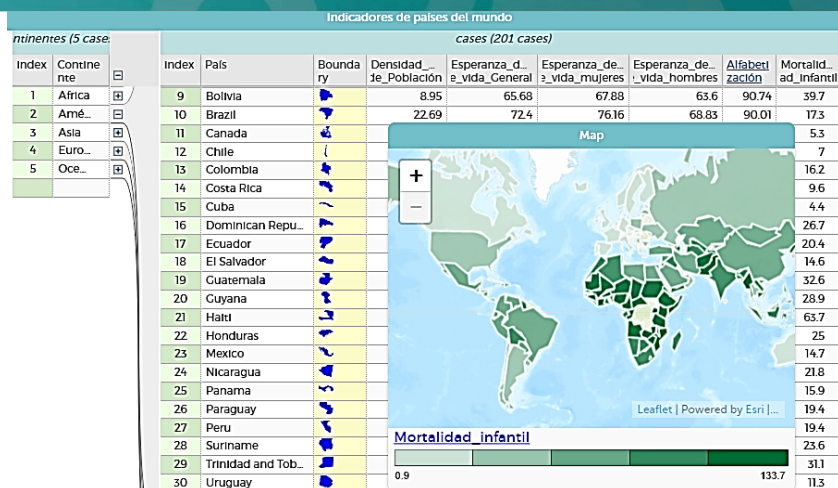 Indicadores de países del mundo
ntinentes (5 case:
cases (201 cases)
Index Contine nte
Index País Bounda ry Densidad_... de_Población Esperanza_d... e_vida_General Esperanza_de... e_vida_mujeres Esperanza_de... _vida_hombres Alfabeti zación Mortalid... ad_infantil
1 Africa
2 Amé...
3 Asia
4 Euro...
5 Oce...
9 Bolivia 8.95 65.68 67.88 63.6 90.74 39.7
10 Brazil 22.69 72.4 76.16 68.83 90.01 17.3
11 Canada 5.3
12 Chile 7
13 Colombia 16.2
14 Costa Rica 9.6
15 Cuba 4.4
16 Dominican Repu... 26.7
17 Ecuador 20.4
18 El Salvador 14.6
19 Guatemala 32.6
20 Guyana 28.9
21 Haiti 63.7
22 Honduras 25
23 Mexico 14.7
24 Nicaragua 21.8
25 Panama 15.9
26 Paraguay 19.4
27 Peru 19.4
28 Suriname 23.6
29 Trinidad and Tob... 31.1
30 Uruguay 11.3
Map
+
−
Leaflet | Powered by Esri |...
Mortalidad_infantil
0.9 133.7